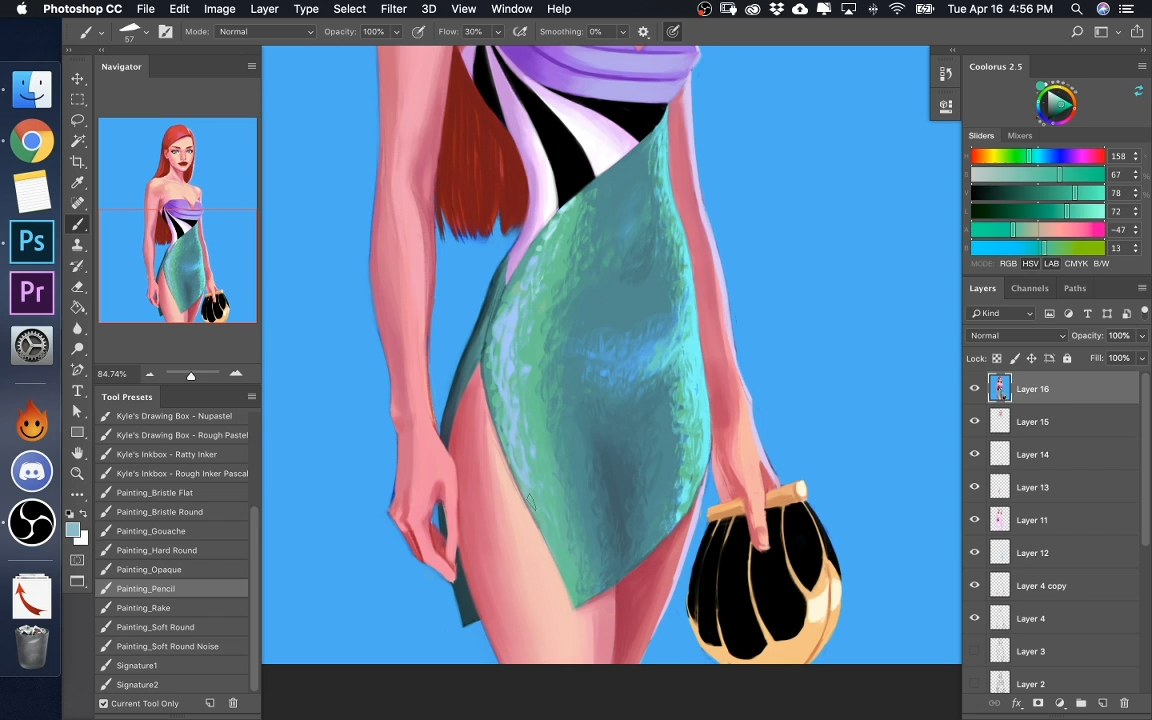 Photoshop CC File Edit Image Layer Type Select Filter 3D View Window Help Tue Apr 16 4:56 PM
57 Mode: Normal Opacity: 100% Flow: 30% Smoothing: 0%
Navigator
84.74%
Tool Presets
Kyle's Drawing Box - Nupastel
Kyle's Drawing Box - Rough Pastel
Kyle's Inkbox - Ratty Inker
Kyle's Inkbox - Rough Inker Pascal
Painting_Bristle Flat
Painting_Bristle Round
Painting_Gouache
Painting_Hard Round
Painting_Opaque
Painting_Pencil
Painting_Rake
Painting_Soft Round
Painting_Soft Round Noise
Signature1
Signature2
Current Tool Only
Ps
Pr
Coolorus 2.5
Sliders Mixers
158
67
78
72
-47
13
MODE: RGB HSV LAB CMYK B/W
Layers Channels Paths
Kind
Normal Opacity: 100%
Lock: Fill: 100%
Layer 16
Layer 15
Layer 14
Layer 13
Layer 11
Layer 12
Layer 4 copy
Layer 4
Layer 3
Layer 2